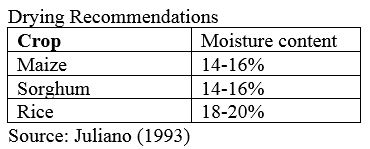 Drying Recommendations
Crop Moisture content
Maize 14-16%
Sorghum 14-16%
Rice 18-20%
Source: Juliano (1993)